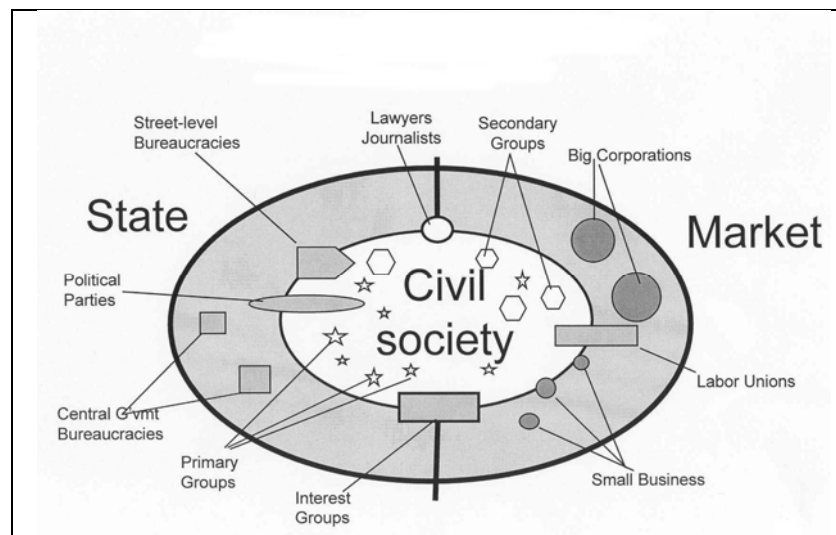 Street-level
Bureaucracies
Lawyers
Journalists
Secondary
Groups
Big Corporations
State
Market
Political
Parties
Civil
society
Labor Unions
Central Gvmt
Bureaucracies
Primary
Groups
Interest
Groups
Small Business